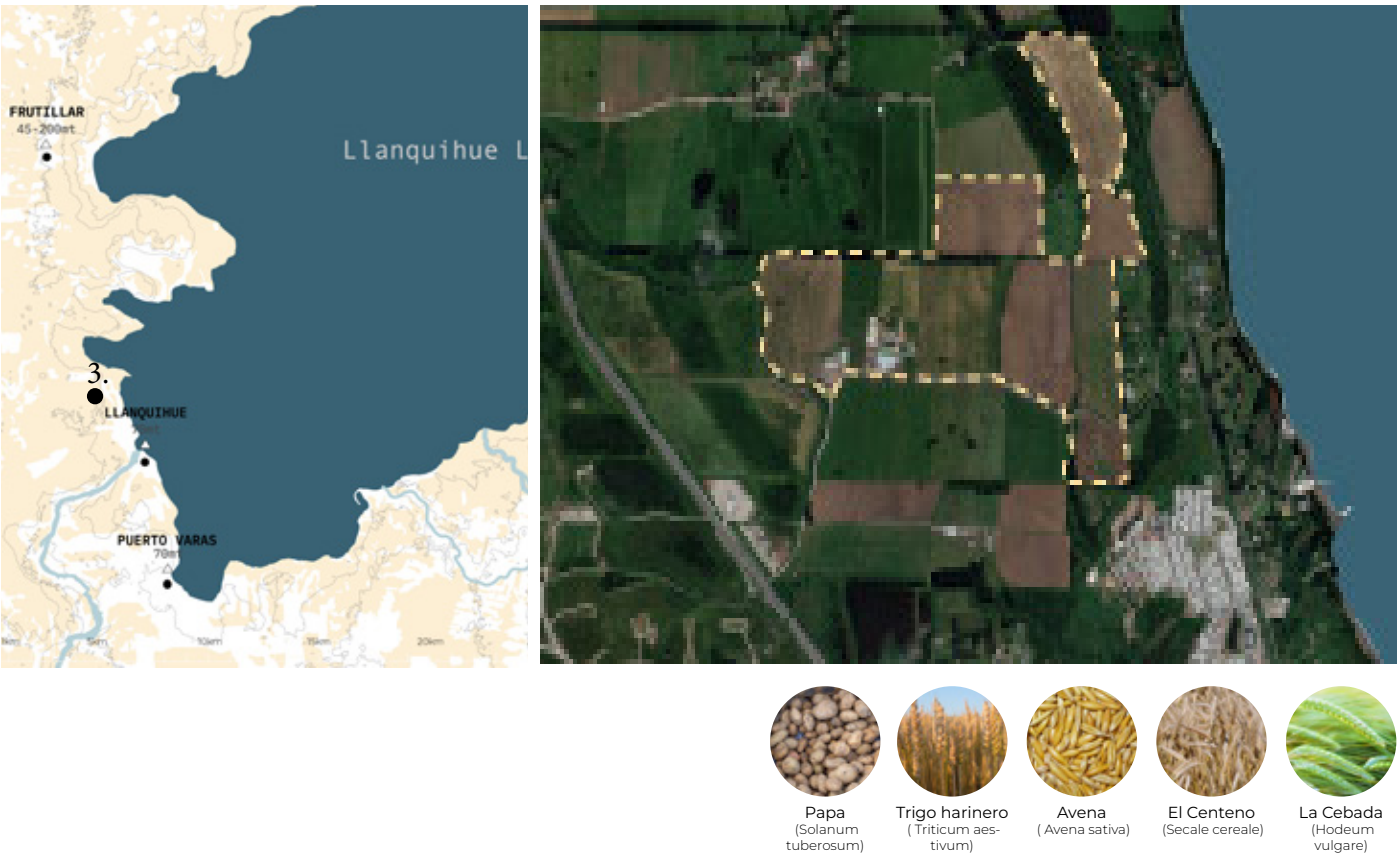 FRUTILLAR
45-200mt
Llanquihue L
3.
LLANQUIHUE
PUERTO VARAS
70mt
5km
10km
15km
20km
Papa
(Solanum
tuberosum)
Trigo harinero
( Triticum aes-
tivum)
Avena
( Avena sativa)
El Centeno
(Secale cereale)
La Cebada
(Hodeum
vulgare)